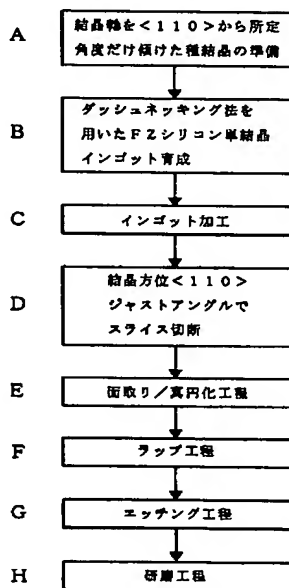 A
結晶軸を<110>から所定
角度だけ傾けた種結晶の準備
B
ダッシュネッキング法を
用いたFZシリコン単結晶
インゴット育成
C
インゴット加工
D
結晶方位<110>
ジャストアングルで
スライス切断
E
面取り/真円化工程
F
ラップ工程
G
エッチング工程
H
研磨工程